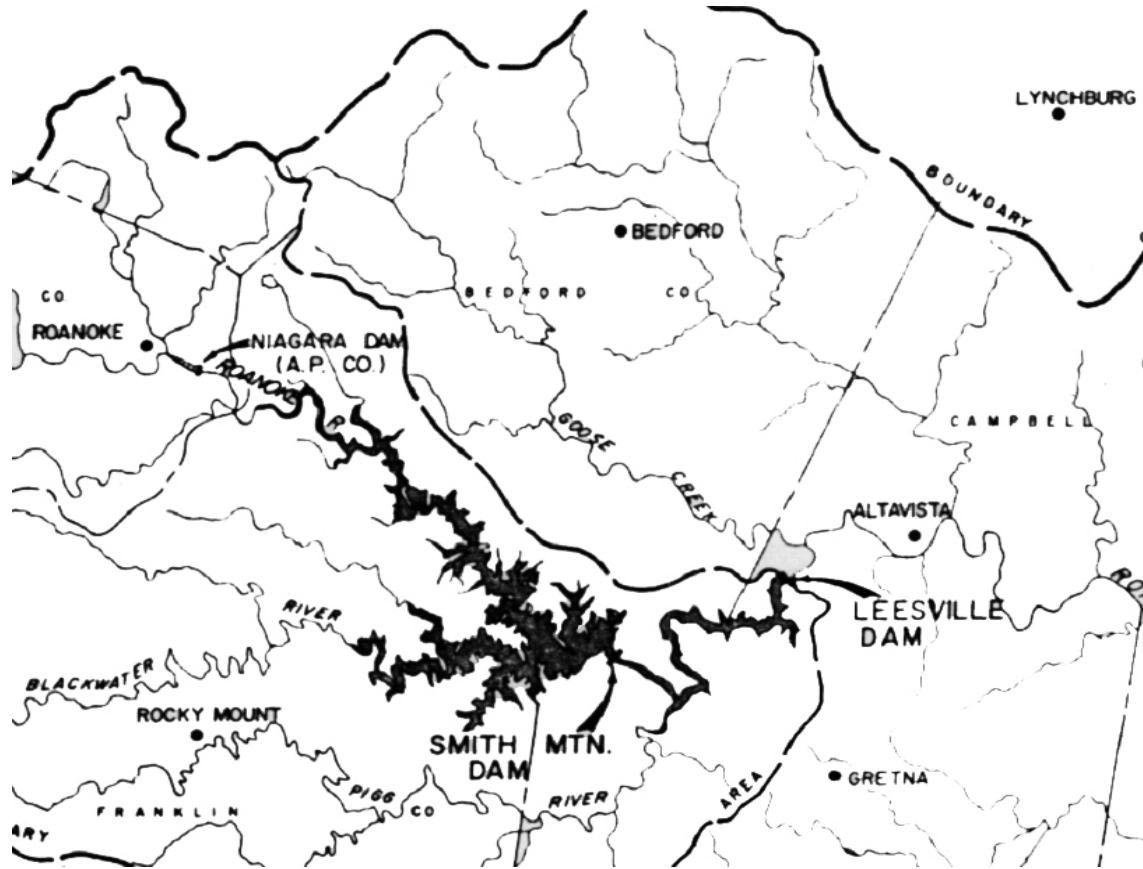 LYNCHBURG
BOUNDARY
BEDFORD
BEDFORD CO.
CO.
ROANOKE
NIAGARA DAM
(A.P. CO.)
ROANOKE R.
CAMPBELL
GOOSE CREEK
ALTAVISTA
LEESVILLE
DAM
RIVER
BLACKWATER
ROCKY MOUNT
SMITH MTN.
DAM
PIGG RIVER
AREA
GRETNA
FRANKLIN CO
ARY